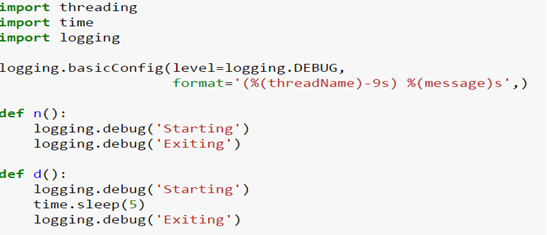 import threading
import time
import logging
logging.basicConfig(level=logging.DEBUG,
                    format='(%(threadName)-9s) %(message)s',)
def n():
    logging.debug('Starting')
    logging.debug('Exiting')
def d():
    logging.debug('Starting')
    time.sleep(5)
    logging.debug('Exiting')